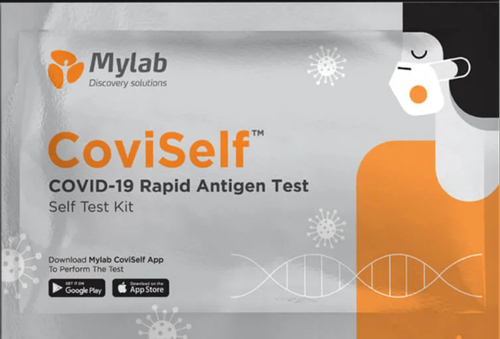 Mylab
Discovery solutions
CoviSelf™
COVID-19 Rapid Antigen Test
Self Test Kit
Download Mylab CoviSelf App
To Perform The Test
GET IT ON
Google Play
Download on the
App Store